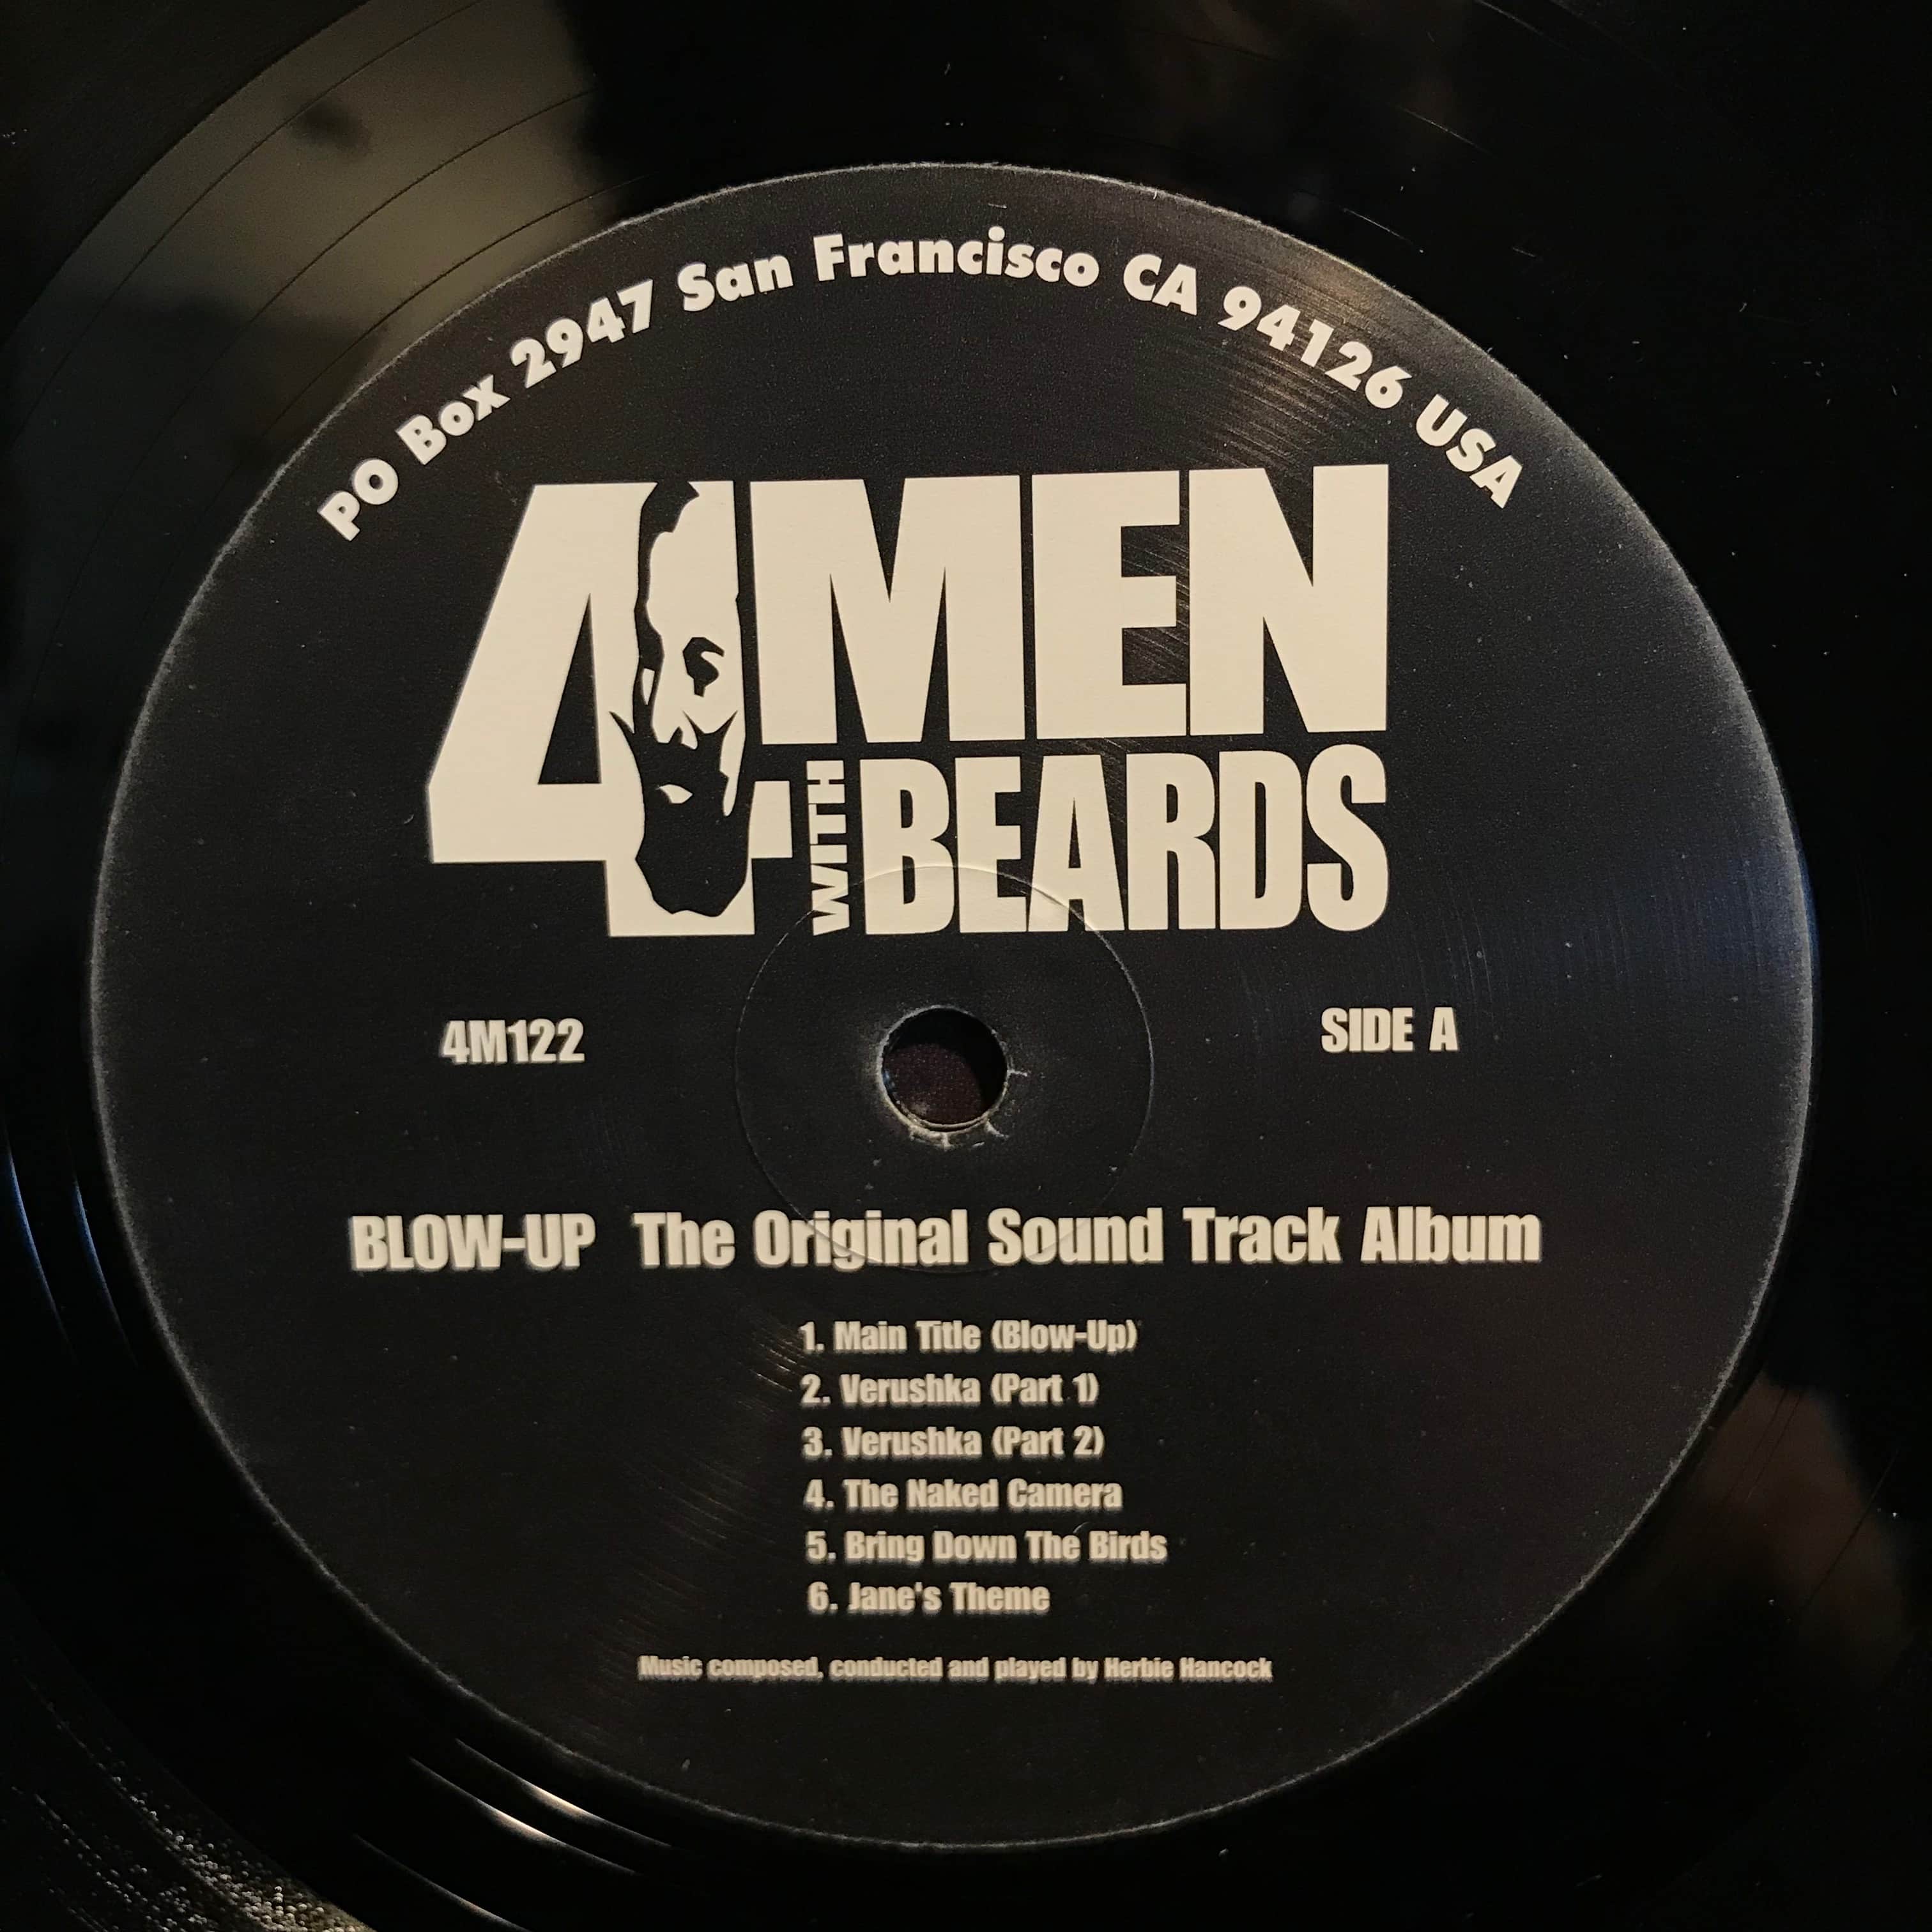 PO Box 2947 San Francisco CA 94126 USA
4 MEN
WITH BEARDS
4M122
SIDE A
BLOW-UP The Original Sound Track Album
1. Main Title (Blow-Up)
2. Verushka (Part 1)
3. Verushka (Part 2)
4. The Naked Camera
5. Bring Down The Birds
6. Jane's Theme
Music composed, conducted and played by Herbie Hancock